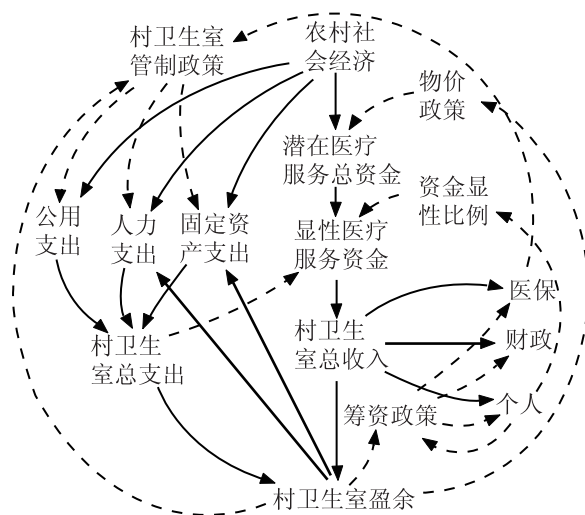 村卫生室
管制政策
农村社
会经济
物价
政策
潜在医疗
服务总资金
资金显
性比例
公用
支出
人力
支出
固定资
产支出
显性医疗
服务资金
医保
村卫生
室总支出
村卫生
室总收入
财政
个人
筹资政策
村卫生室盈余